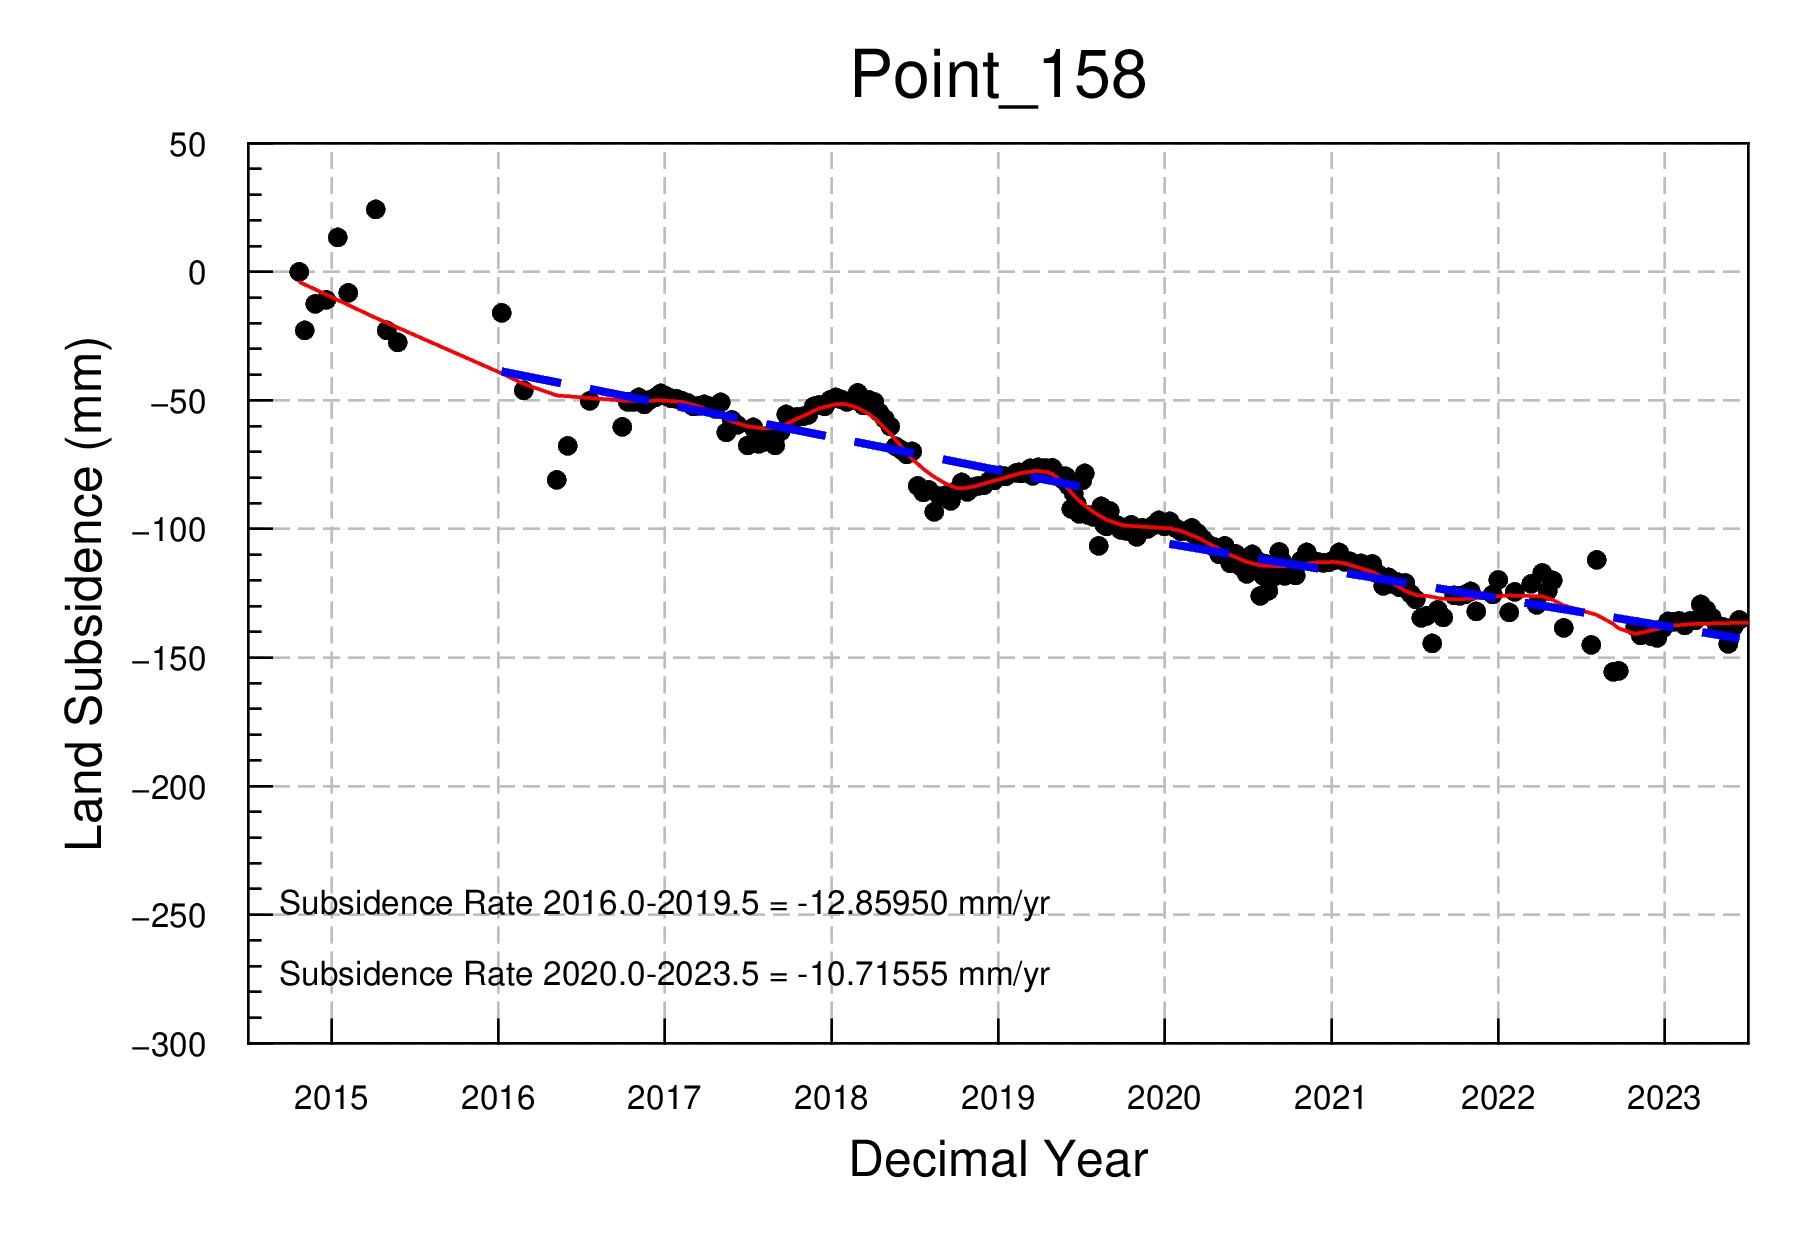 Point_158
50
0
−50
−100
−150
−200
−250
−300
Land Subsidence (mm)
Subsidence Rate 2016.0-2019.5 = -12.85950 mm/yr
Subsidence Rate 2020.0-2023.5 = -10.71555 mm/yr
2015 2016 2017 2018 2019 2020 2021 2022 2023
Decimal Year